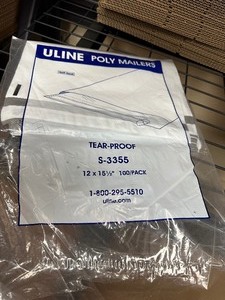 ULINE POLY MAILERS
TEAR-PROOF
S-3355
12 x 15½" 100/PACK
1-800-295-5510
uline.com